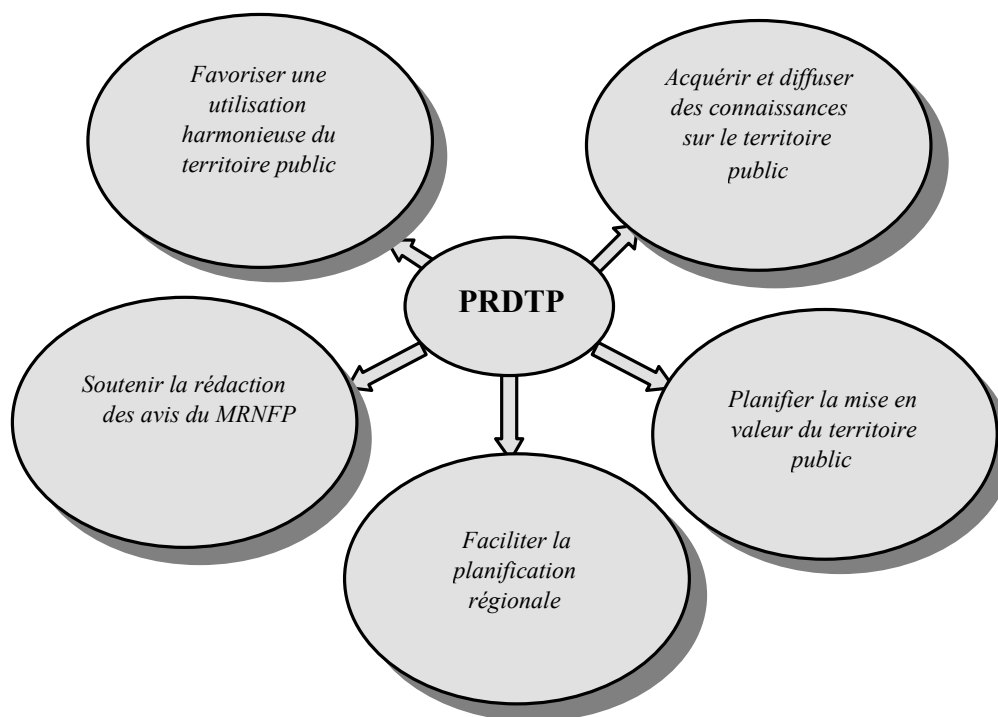 Favoriser une
utilisation
harmonieuse du
territoire public
Acquérir et diffuser
des connaissances
sur le territoire
public
PRDTP
Soutenir la rédaction
des avis du MRNFP
Planifier la mise en
valeur du territoire
public
Faciliter la
planification
régionale